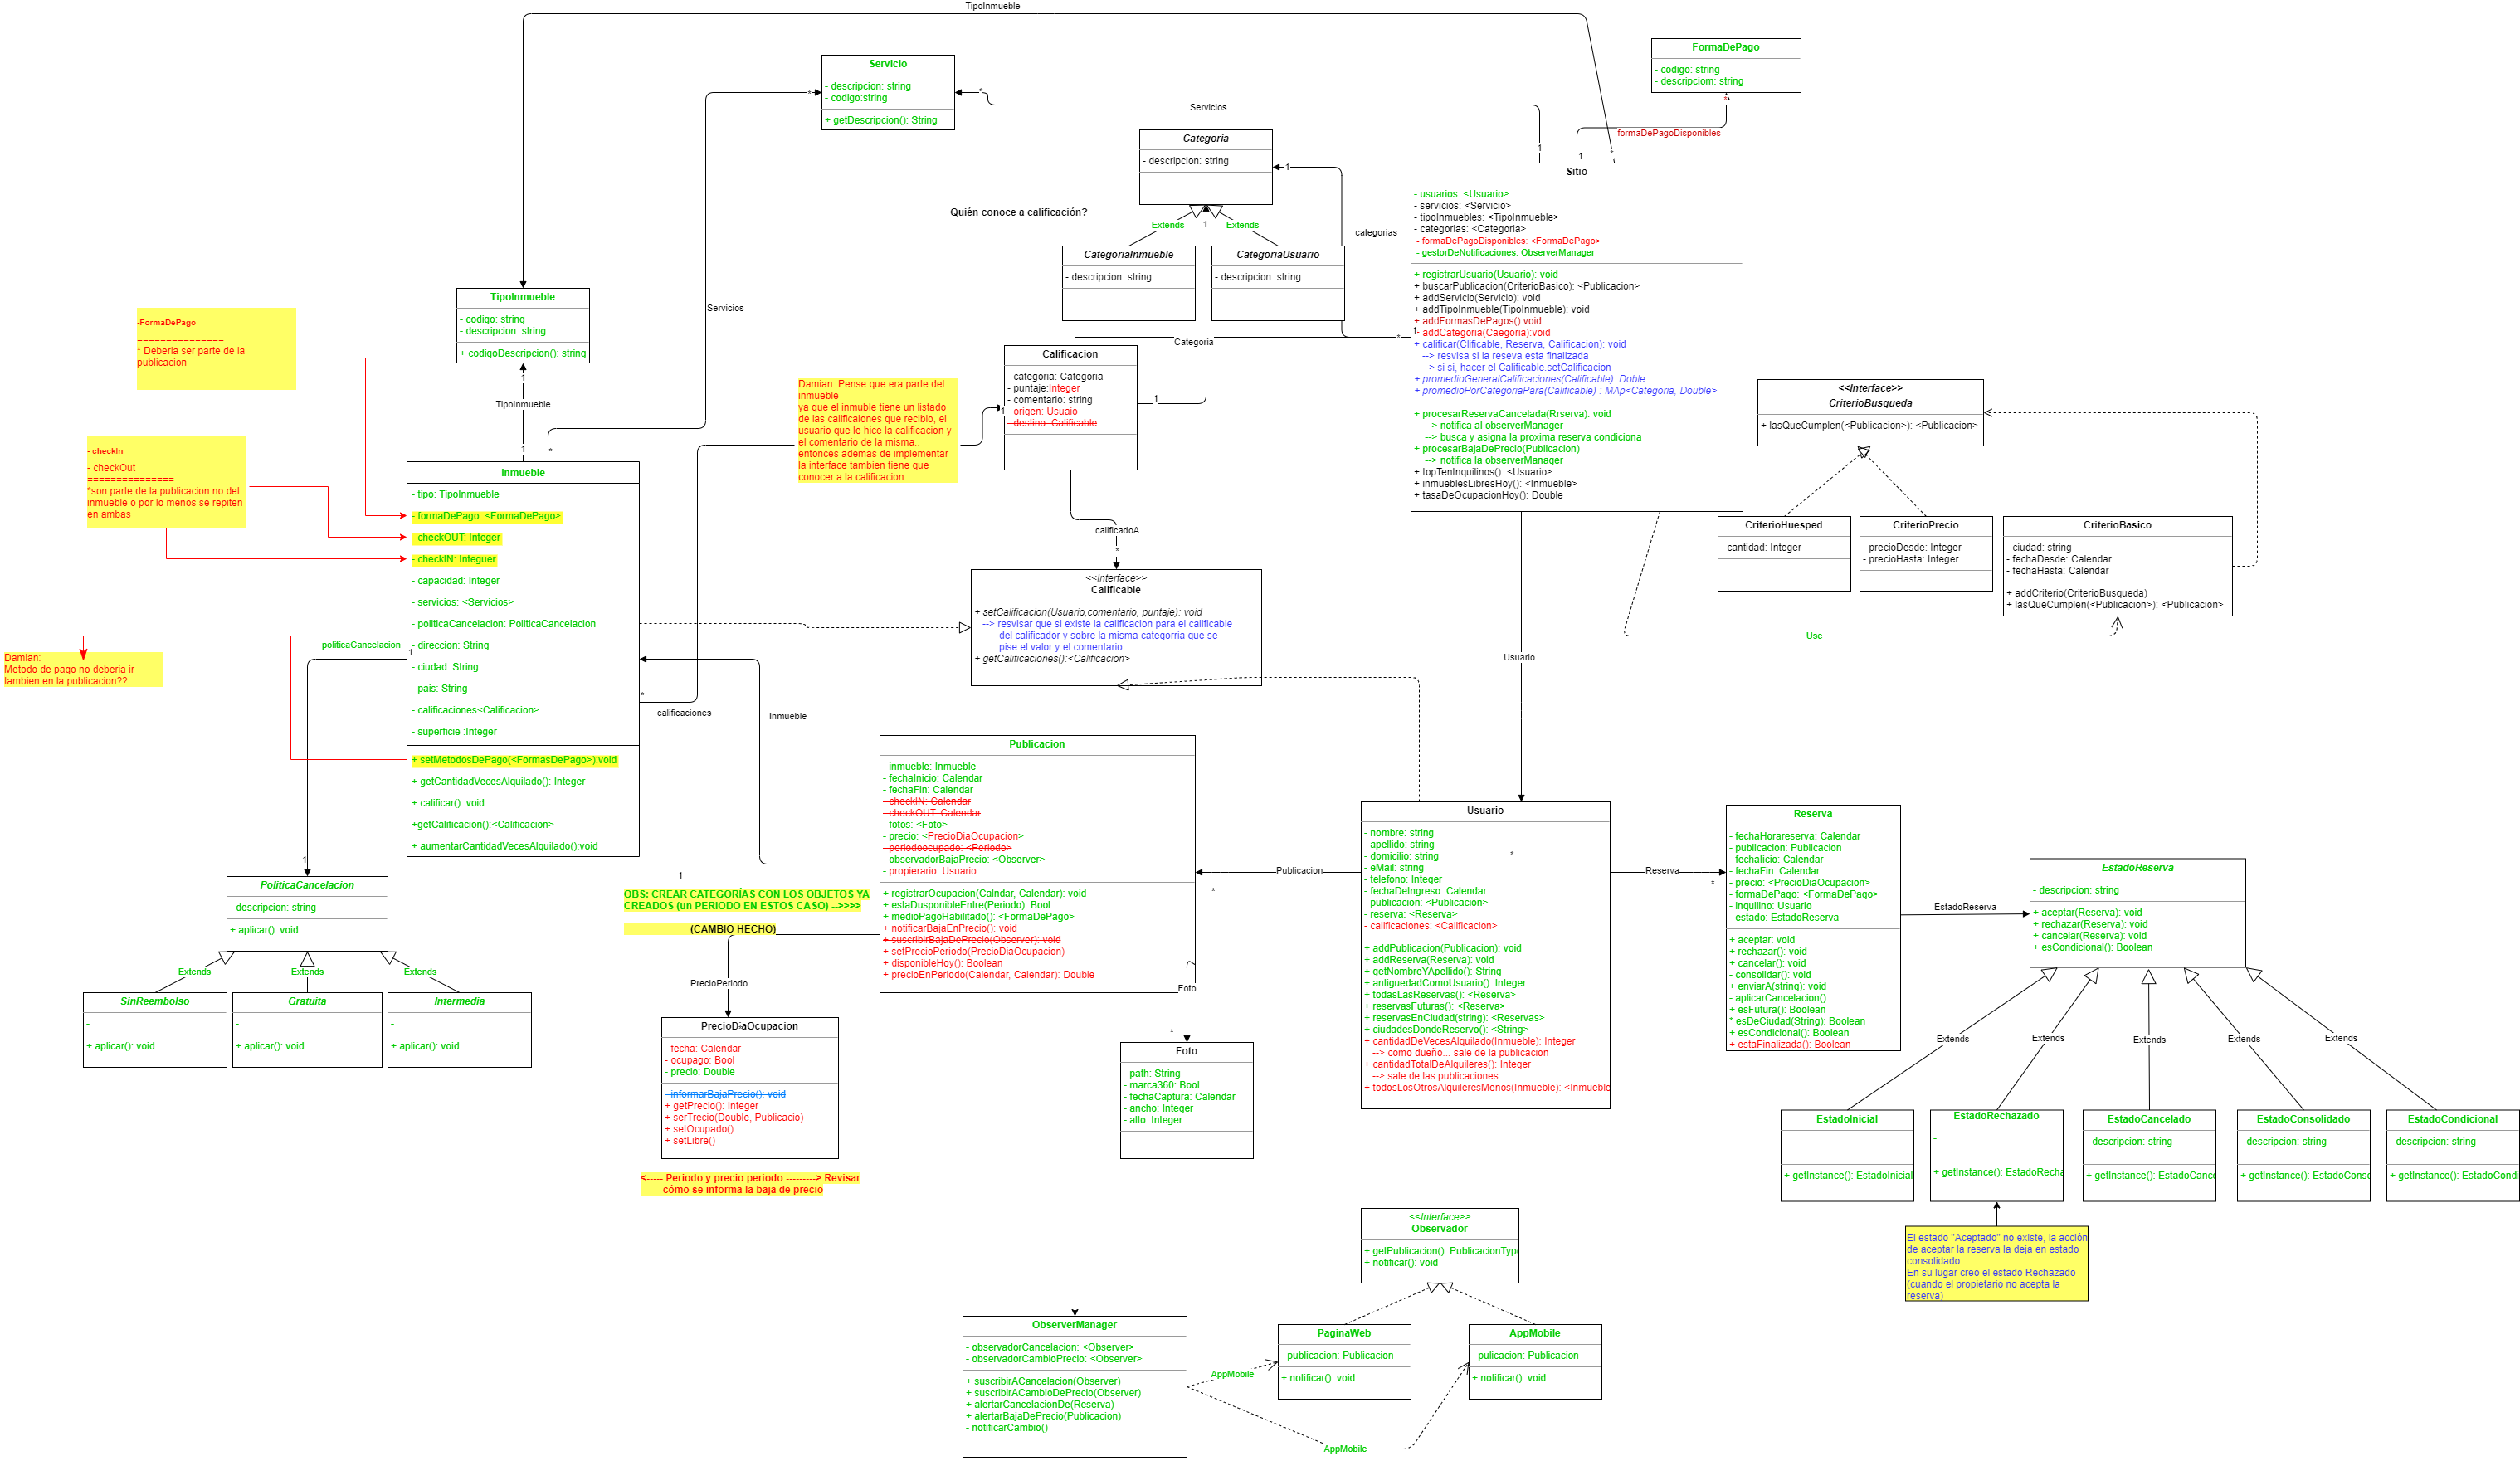 TipoInmueble
FormaDePago
- codigo: string
- descripciom: string
*
formaDePagoDisponibles
1
Servicio
- descripcion: string
- codigo:string
+ getDescripcion(): String
*
*
Servicios
1
*
Categoria
- descripcion: string
1
1
Quién conoce a calificación?
Extends
Extends
categorias
CategoriaInmueble
- descripcion: string
CategoriaUsuario
- descripcion: string
Sitio
- usuarios: <Usuario>
- servicios: <Servicio>
- tipoInmuebles: <TipoInmueble>
- categorias: <Categoria>
- formaDePagoDisponibles: <FormaDePago>
- gestorDeNotificaciones: ObserverManager
+ registrarUsuario(Usuario): void
+ buscarPublicacion(CriterioBasico): <Publicacion>
+ addServicio(Servicio): void
+ addTipoInmueble(TipoInmueble): void
+ addFormasDePagos():void
- addCategoria(Caegoria):void
+ calificar(Clificable, Reserva, Calificacion): void
--> resvisa si la reseva esta finalizada
--> si si, hacer el Calificable.setCalificacion
+ promedioGeneralCalificaciones(Calificable): Doble
+ promedioPorCategoriaPara(Calificable) : MAp<Categoria, Double>
+ procesarReservaCancelada(Rrserva): void
--> notifica al observerManager
--> busca y asigna la proxima reserva condiciona
+ procesarBajaDePrecio(Publicacion)
--> notifica la observerManager
+ topTenInquilinos(): <Usuario>
+ inmueblesLibresHoy(): <Inmueble>
+ tasaDeOcupacionHoy(): Double
1
*
TipoInmueble
- codigo: string
- descripcion: string
+ codigoDescripcion(): string
1
TipoInmueble
1
Servicios
*
-FormaDePago
===============
* Deberia ser parte de la
publicacion
- checkIn
- checkOut
===============
*son parte de la publicacion no del
inmueble o por lo menos se repiten
en ambas
Damian:
Metodo de pago no deberia ir
tambien en la publicacion??
Inmueble
- tipo: TipoInmueble
- formaDePago: <FormaDePago>
- checkOUT: Integer
- checkIN: Integuer
- capacidad: Integer
- servicios: <Servicios>
- politicaCancelacion: PoliticaCancelacion
- direccion: String
- ciudad: String
- pais: String
- calificaciones<Calificacion>
- superficie :Integer
+ setMetodosDePago(<FormasDePago>):void
+ getCantidadVecesAlquilado(): Integer
+ calificar(): void
+getCalificacion():<Calificacion>
+ aumentarCantidadVecesAlquilado():void
politicaCancelacion
1
1
*
calificaciones
Damian: Pense que era parte del
inmueble
ya que el inmuble tiene un listado
de las calificaiones que recibio, el
usuario que le hice la calificacion y
el comentario de la misma..
entonces ademas de implementar
la interface tambien tiene que
conocer a la calificacion
1
Calificacion
- categoria: Categoria
- puntaje:Integer
- comentario: string
- origen: Usuaio
- destino: Calificable
Categoria
1
calificadoA
*
<<Interface>>
Calificable
+ setCalificacion(Usuario,comentario, puntaje): void
--> resvisar que si existe la calificacion para el calificable
del calificador y sobre la misma categorria que se
pise el valor y el comentario
+ getCalificaciones():<Calificacion>
<<Interface>>
CriterioBusqueda
+ lasQueCumplen(<Publicacion>): <Publicacion>
CriterioHuesped
- cantidad: Integer
CriterioPrecio
- precioDesde: Integer
- precioHasta: Integer
CriterioBasico
- ciudad: string
- fechaDesde: Calendar
- fechaHasta: Calendar
+ addCriterio(CriterioBusqueda)
+ lasQueCumplen(<Publicacion>): <Publicacion>
Use
Usuario
Inmueble
1
PoliticaCancelacion
- descripcion: string
+ aplicar(): void
Extends
Extends
Extends
SinReembolso
-
+ aplicar(): void
Gratuita
-
+ aplicar(): void
Intermedia
-
+ aplicar(): void
OBS: CREAR CATEGORÍAS CON LOS OBJETOS YA
CREADOS (un PERIODO EN ESTOS CASO) -->>>>
(CAMBIO HECHO)
Publicacion
- inmueble: Inmueble
- fechaInicio: Calendar
- fechaFin: Calendar
- checkIN: Calendar
- checkOUT: Calendar
- fotos: <Foto>
- precio: <PrecioDiaOcupacion>
- periodoocupado: <Periodo>
- observadorBajaPrecio: <Observer>
- propierario: Usuario
+ registrarOcupacion(Calndar, Calendar): void
+ estaDusponibleEntre(Periodo): Bool
+ medioPagoHabilitado(): <FormaDePago>
+ notificarBajaEnPrecio(): void
+ suscribirBajaDePrecio(Observer): void
+ setPrecioPeriodo(PrecioDiaOcupacion)
+ disponibleHoy(): Boolean
+ precioEnPeriodo(Calendar, Calendar): Double
PrecioPeriodo
PrecioDiaOcupacion
- fecha: Calendar
- ocupago: Bool
- precio: Double
- informarBajaPrecio(): void
+ getPrecio(): Integer
+ serTrecio(Double, Publicacio)
+ setOcupado()
+ setLibre()
<----- Periodo y precio periodo ---------> Revisar
cómo se informa la baja de precio
Foto
*
Foto
- path: String
- marca360: Bool
- fechaCaptura: Calendar
- ancho: Integer
- alto: Integer
Publicacion
*
Usuario
- nombre: string
- apellido: string
- domicilio: string
- eMail: string
- telefono: Integer
- fechaDeIngreso: Calendar
- publicacion: <Publicacion>
- reserva: <Reserva>
- calificaciones: <Calificacion>
+ addPublicacion(Publicacion): void
+ addReserva(Reserva): void
+ getNombreYApellido(): String
+ antiguedadComoUsuario(): Integer
+ todasLasReservas(): <Reserva>
+ reservasFuturas(): <Reserva>
+ reservasEnCiudad(string): <Reservas>
+ ciudadesDondeReservo(): <String>
+ cantidadDeVecesAlquilado(Inmueble): Integer
--> como dueño... sale de la publicacion
+ cantidadTotalDeAlquileres(): Integer
--> sale de las publicaciones
+ todosLosOtrosAlquileresMenos(Inmueble): <Inmueble
*
Reserva
*
Reserva
- fechaHorareserva: Calendar
- publicacion: Publicacion
- fechaIicio; Calendar
- fechaFin: Calendar
- precio: <PrecioDiaOcupacion>
- formaDePago: <FormaDePago>
- inquilino: Usuario
- estado: EstadoReserva
+ aceptar: void
+ rechazar(): void
+ cancelar(): void
- consolidar(): void
+ enviarA(string): void
- aplicarCancelacion()
+ esFutura(): Boolean
* esDeCiudad(String); Boolean
+ esCondicional(): Boolean
+ estaFinalizada(): Boolean
EstadoReserva
EstadoReserva
- descripcion: string
+ aceptar(Reserva): void
+ rechazar(Reserva): void
+ cancelar(Reserva): void
+ esCondicional(): Boolean
Extends
Extends
Extends
Extends
Extends
EstadoInicial
-
+ getInstance(): EstadoInicial
EstadoRechazado
-
+ getInstance(): EstadoRecha
EstadoCancelado
- descripcion: string
+ getInstance(): EstadoCance
EstadoConsolidado
- descripcion: string
+ getInstance(): EstadoConso
EstadoCondicional
- descripcion: string
+ getInstance(): EstadoCondi
El estado "Aceptado" no existe, la acción
de aceptar la reserva la deja en estado
consolidado.
En su lugar creo el estado Rechazado
(cuando el propietario no acepta la
reserva)
<<Interface>>
Observador
+ getPublicacion(): PublicacionType
+ notificar(): void
ObserverManager
- observadorCancelacion: <Observer>
- observadorCambioPrecio: <Observer>
+ suscribirACancelacion(Observer)
+ suscribirACambioDePrecio(Observer)
+ alertarCancelacionDe(Reserva)
+ alertarBajaDePrecio(Publicacion)
- notificarCambio()
AppMobile
AppMobile
PaginaWeb
- publicacion: Publicacion
+ notificar(): void
AppMobile
- pulicacion: Publicacion
+ notificar(): void